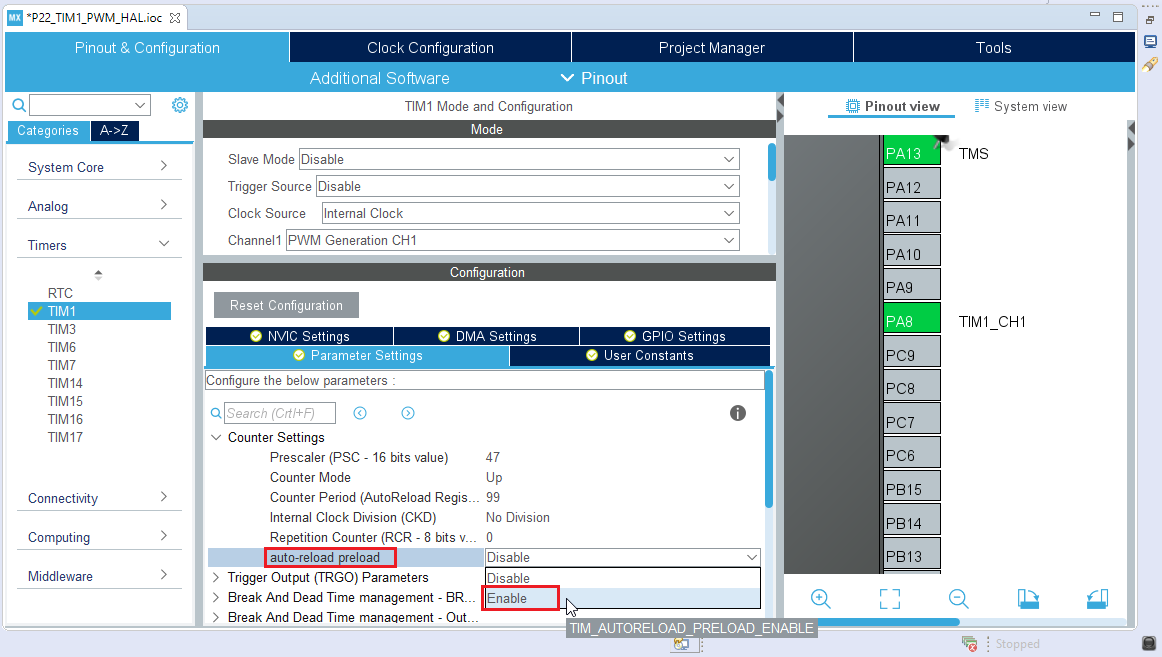 MX *P22_TIM1_PWM_HAL.ioc
Pinout & Configuration
Clock Configuration
Project Manager
Tools
Additional Software
Pinout
Categories
A->Z
System Core
Analog
Timers
RTC
TIM1
TIM3
TIM6
TIM7
TIM14
TIM15
TIM16
TIM17
Connectivity
Computing
Middleware
TIM1 Mode and Configuration
Mode
Slave Mode Disable
Trigger Source Disable
Clock Source Internal Clock
Channel1 PWM Generation CH1
Configuration
Reset Configuration
NVIC Settings
DMA Settings
GPIO Settings
Parameter Settings
User Constants
Configure the below parameters :
Search (Crtl+F)
Counter Settings
Prescaler (PSC - 16 bits value) 47
Counter Mode Up
Counter Period (AutoReload Regis... 99
Internal Clock Division (CKD) No Division
Repetition Counter (RCR - 8 bits v... 0
auto-reload preload Disable
Disable
Enable
Trigger Output (TRGO) Parameters
Break And Dead Time management - BR...
Break And Dead Time management - Out...
TIM_AUTORELOAD_PRELOAD_ENABLE
Pinout view
System view
PA13 TMS
PA12
PA11
PA10
PA9
PA8 TIM1_CH1
PC9
PC8
PC7
PC6
PB15
PB14
PB13
Stopped